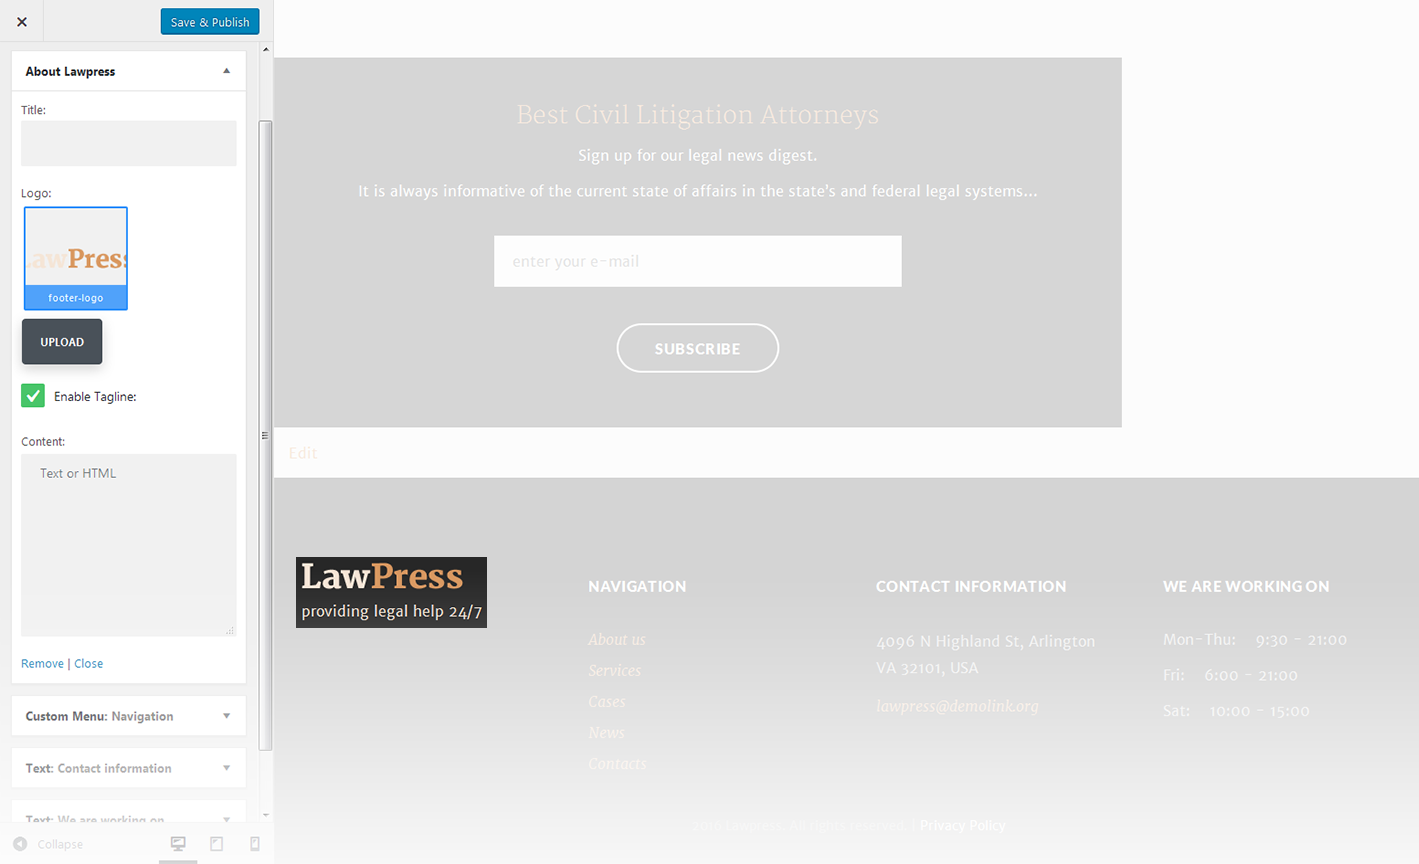 Save & Publish
About Lawpress
Title:
Logo:
LawPress
footer-logo
UPLOAD
Enable Tagline:
Content:
Text or HTML
Remove | Close
Custom Menu: Navigation
Text: Contact information
Text: We are working on
Collapse
Best Civil Litigation Attorneys
Sign up for our legal news digest.
It is always informative of the current state of affairs in the state’s and federal legal systems...
enter your e-mail
SUBSCRIBE
Edit
LawPress
providing legal help 24/7
NAVIGATION
About us
Services
Cases
News
Contacts
CONTACT INFORMATION
4096 N Highland St, Arlington
VA 32101, USA
lawpress@demolink.org
WE ARE WORKING ON
Mon-Thu: 9:30 - 21:00
Fri: 6:00 - 21:00
Sat: 10:00 - 15:00
Privacy Policy